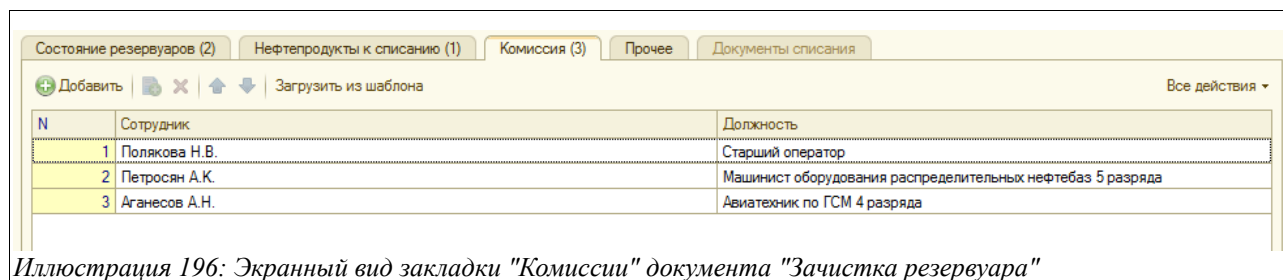 Состояние резервуаров (2) Нефтепродукты к списанию (1) Комиссия (3) Прочее Документы списания
Добавить Загрузить из шаблона Все действия
N Сотрудник Должность
1 Полякова Н.В. Старший оператор
2 Петросян А.К. Машинист оборудования распределительных нефтебаз 5 разряда
3 Аганесов А.Н. Авиатехник по ГСМ 4 разряда
Иллюстрация 196: Экранный вид закладки "Комиссии" документа "Зачистка резервуара"